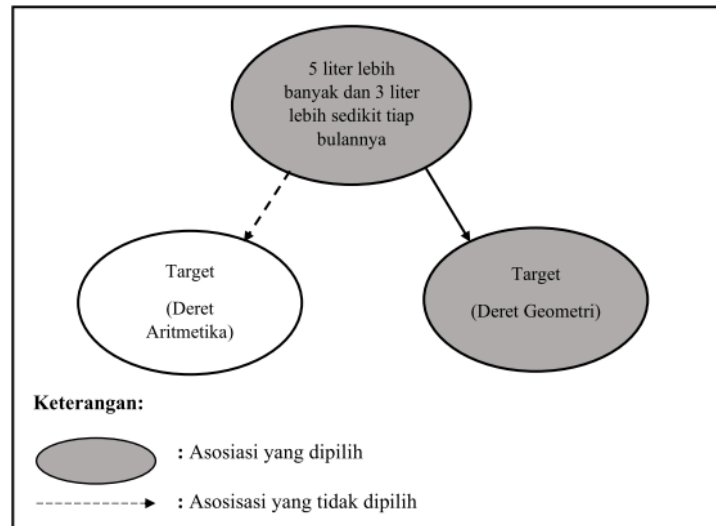 5 liter lebih
banyak dan 3 liter
lebih sedikit tiap
bulannya
Target
(Deret
Aritmetika)
Target
(Deret Geometri)
Keterangan:
: Asosiasi yang dipilih
: Asosisasi yang tidak dipilih